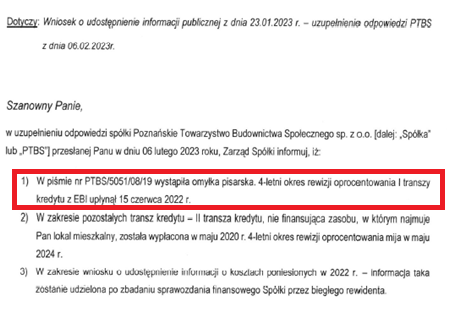 Dotyczy: Wniosek o udostępnienie informacji publicznej z dnia 23.01.2023 r. – uzupełnienie odpowiedzi PTBS
z dnia 06.02.2023r.
Szanowny Panie,
w uzupełnieniu odpowiedzi spółki Poznańskie Towarzystwo Budownictwa Społecznego sp. z o.o. [dalej: „Spółka”
lub „PTBS”] przesłanej Panu w dniu 06 lutego 2023 roku, Zarząd Spółki informuj, iż:
1) W piśmie nr PTBS/5051/08/19 wystąpiła omyłka pisarska. 4-letni okres rewizji oprocentowania I transzy
kredytu z EBI upłynął 15 czerwca 2022 r.
2) W zakresie pozostałych transz kredytu – II transza kredytu, nie finansująca zasobu, w którym najmuje
Pan lokal mieszkalny, została wypłacona w maju 2020 r. 4-letni okres rewizji oprocentowania mija w maju
2024 r.
3) W zakresie wniosku o udostępnienie informacji o kosztach poniesionych w 2022 r. – Informacja taka
zostanie udzielona po zbadaniu sprawozdania finansowego Spółki przez biegłego rewidenta.